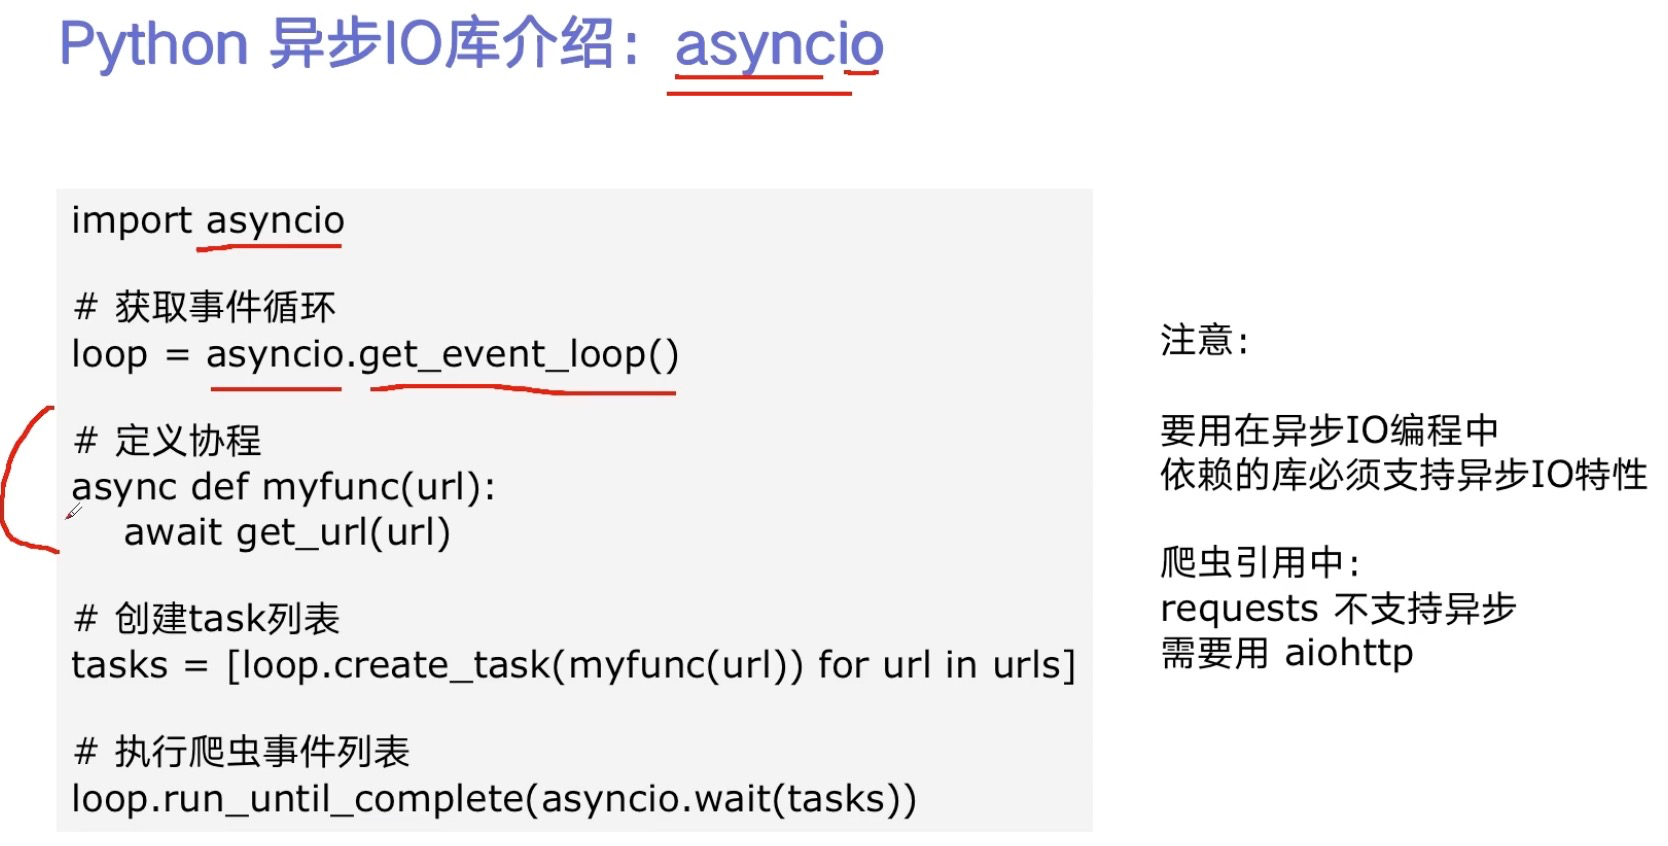 Python 异步IO库介绍：asyncio
import asyncio
# 获取事件循环
loop = asyncio.get_event_loop()
# 定义协程
async def myfunc(url):
    await get_url(url)
# 创建task列表
tasks = [loop.create_task(myfunc(url)) for url in urls]
# 执行爬虫事件列表
loop.run_until_complete(asyncio.wait(tasks))
注意：
要用在异步IO编程中
依赖的库必须支持异步IO特性
爬虫引用中：
requests 不支持异步
需要用 aiohttp